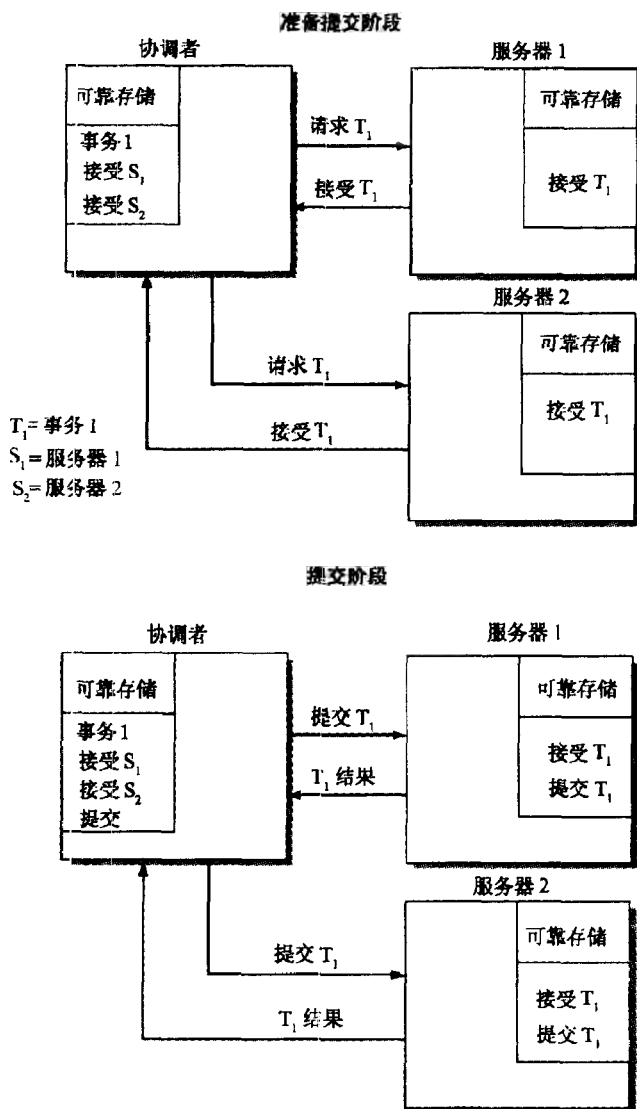 准备提交阶段
协调者
服务器 1
可靠存储
事务 1
接受 S₁
接受 S₂
请求 T₁
接受 T₁
可靠存储
接受 T₁
服务器 2
请求 T₁
接受 T₁
可靠存储
接受 T₁
T₁= 事务 1
S₁= 服务器 1
S₂= 服务器 2
提交阶段
协调者
服务器 1
可靠存储
事务 1
接受 S₁
接受 S₂
提交
提交 T₁
T₁ 结果
可靠存储
接受 T₁
提交 T₁
服务器 2
提交 T₁
T₁ 结果
可靠存储
接受 T₁
提交 T₁